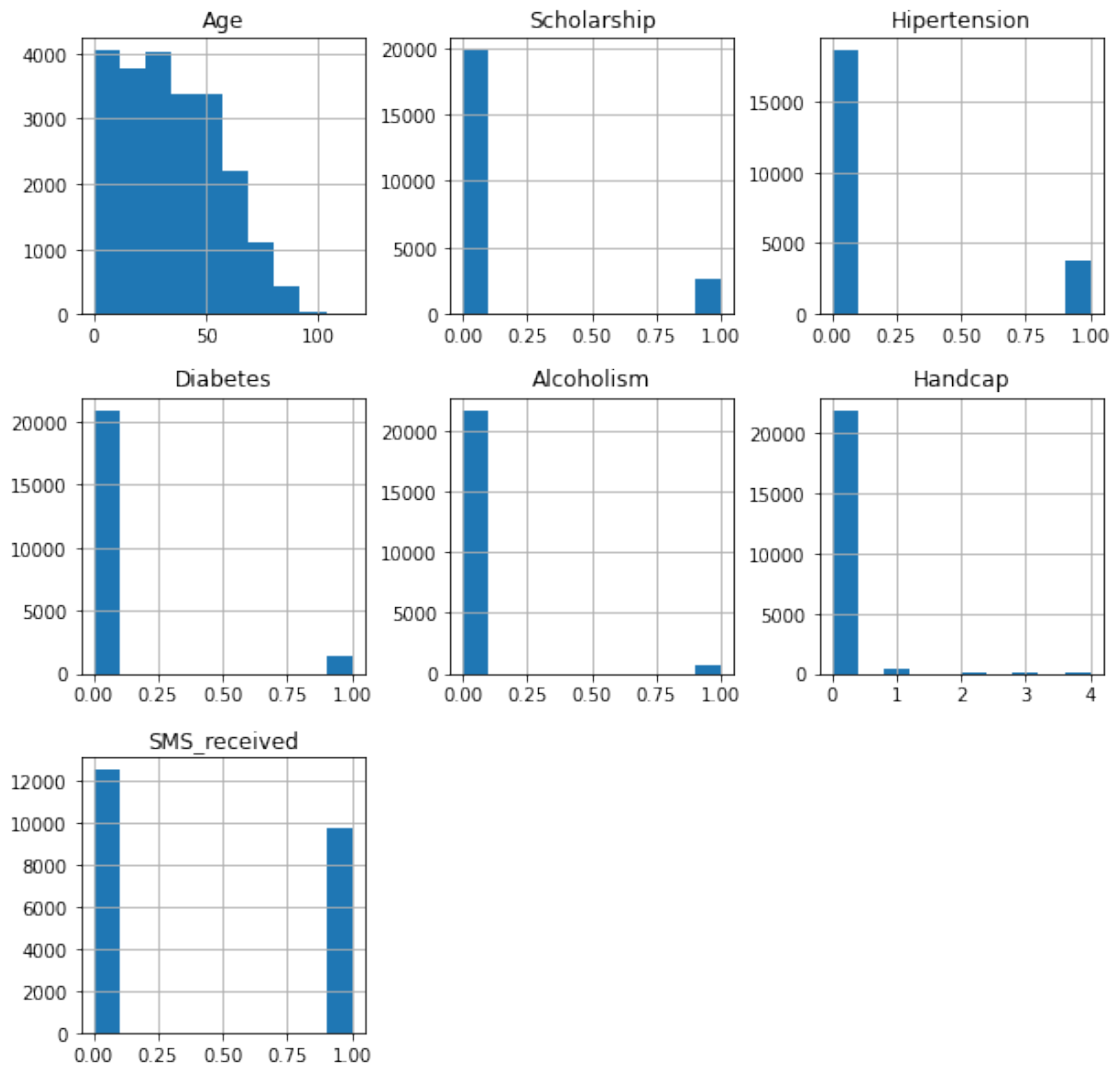 Age Scholarship Hipertension
4000 20000
3000 15000 15000
2000 10000 10000
1000 5000 5000
0 0 0
0 50 100 0.00 0.25 0.50 0.75 1.00 0.00 0.25 0.50 0.75 1.00
Diabetes Alcoholism Handcap
20000 20000 20000
15000 15000 15000
10000 10000 10000
5000 5000 5000
0 0 0
0.00 0.25 0.50 0.75 1.00 0.00 0.25 0.50 0.75 1.00 0 1 2 3 4
SMS_received
12000
10000
8000
6000
4000
2000
0
0.00 0.25 0.50 0.75 1.00